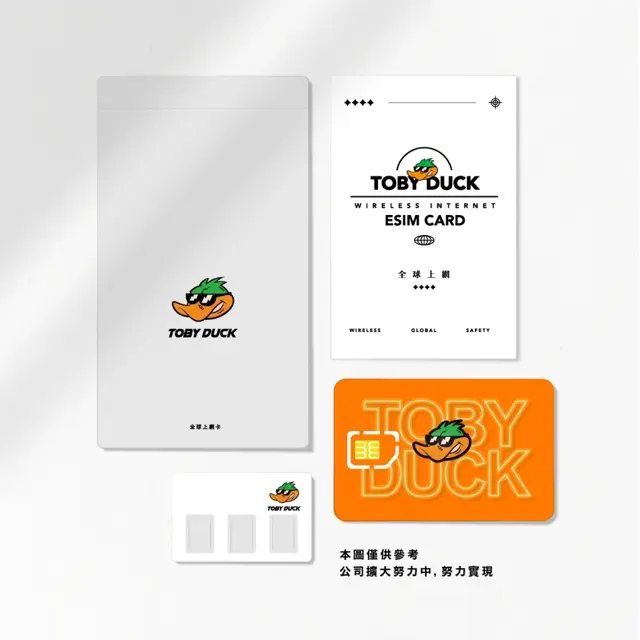 TOBY DUCK
WIRELESS INTERNET
ESIM CARD
全球上網
WIRELESS GLOBAL SAFETY
TOBY DUCK
全球上網卡
TOBY
DUCK
TOBY DUCK
本圖僅供參考
公司擴大努力中,努力實現